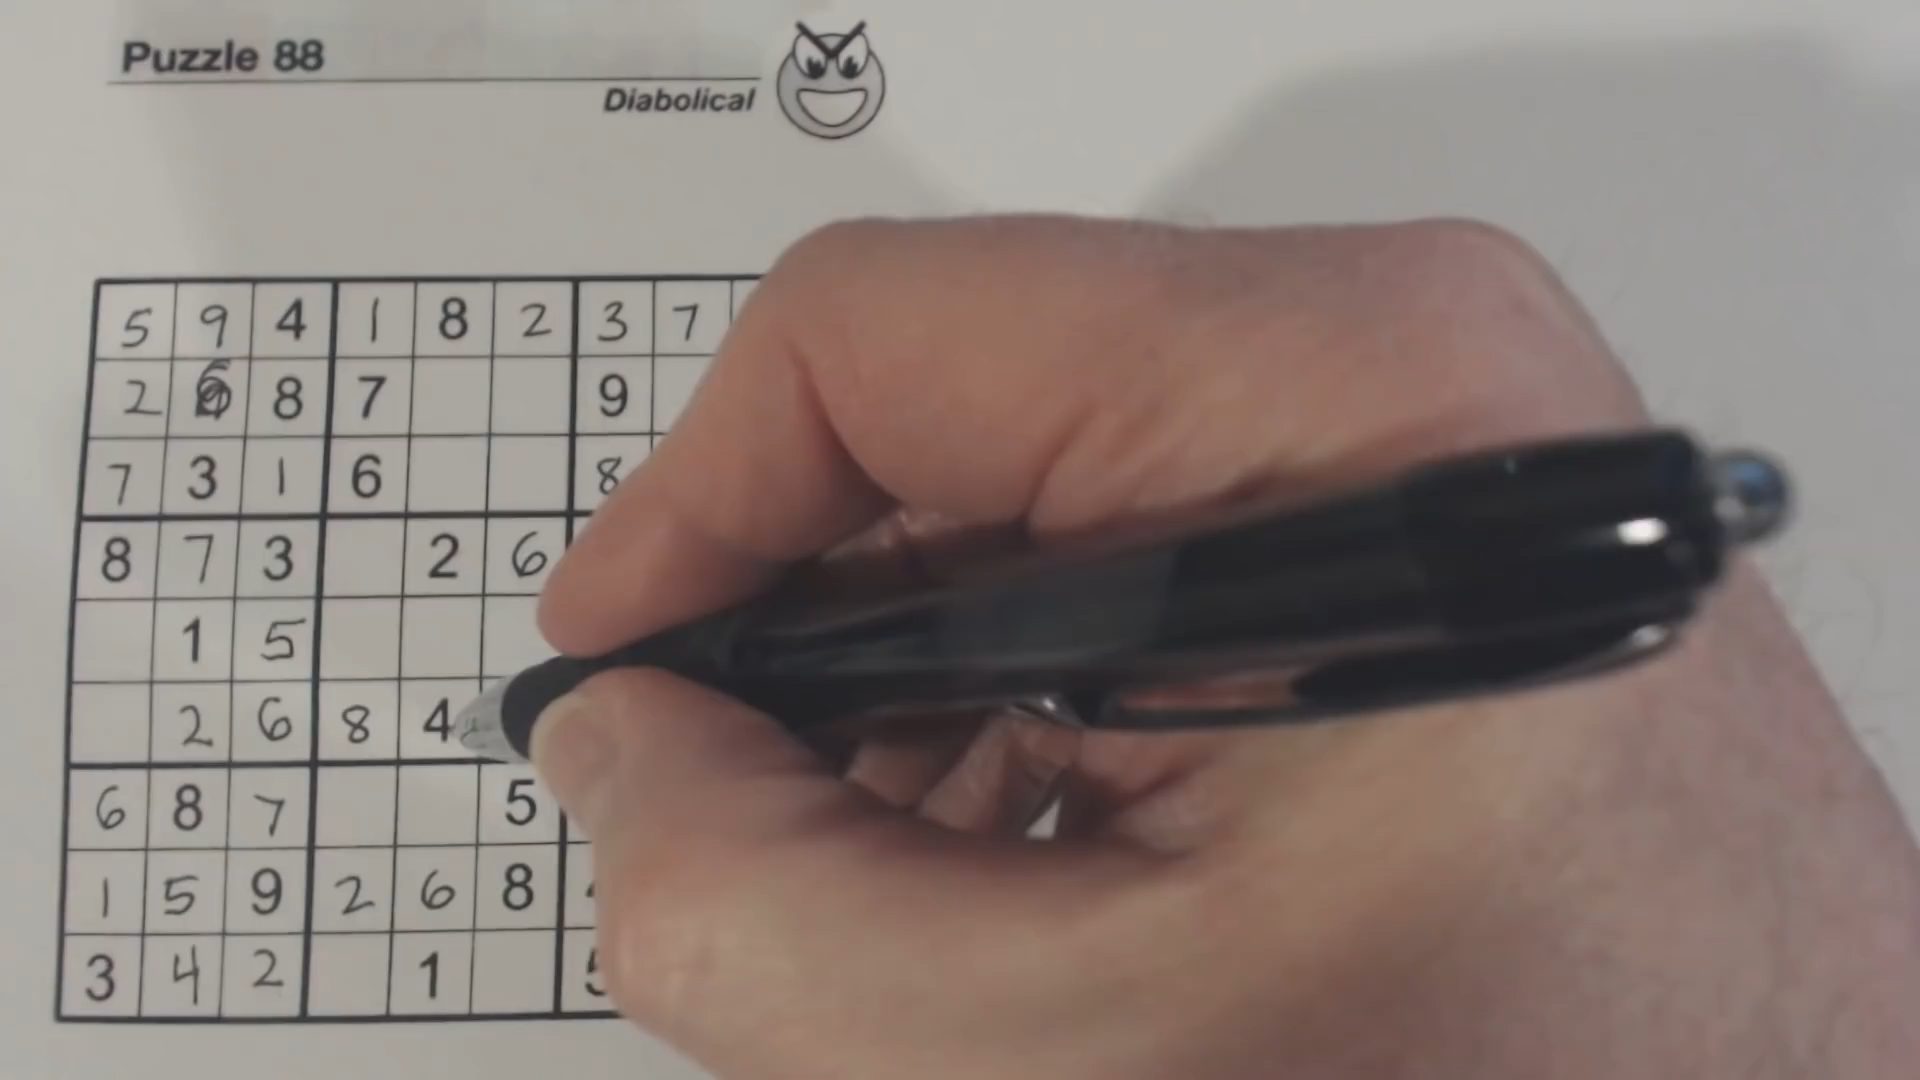 Puzzle 88
Diabolical
5 9 4 1 8 2 3 7
2 6 8 7 9
7 3 1 6 8
8 7 3 2 6
1 5
2 6 8 4
6 8 7 5
1 5 9 2 6 8
3 4 2 1 5